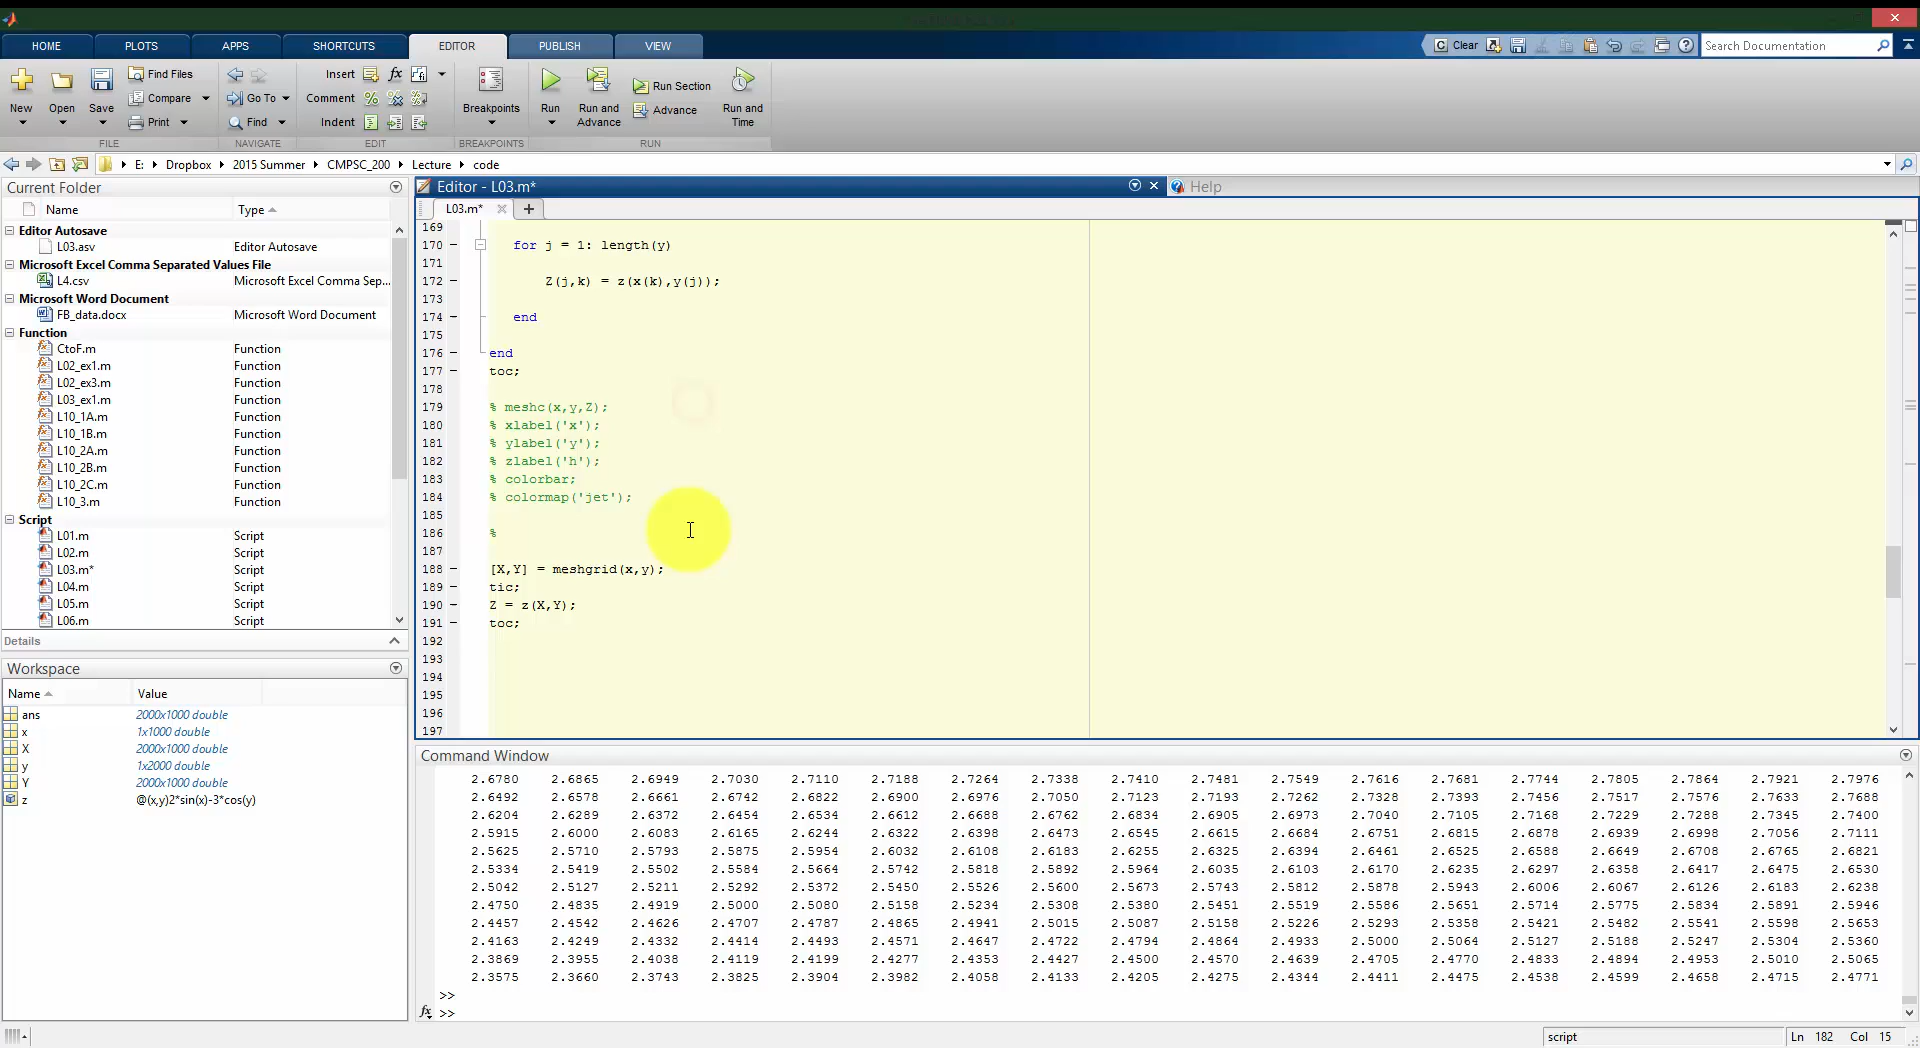 HOME PLOTS APPS SHORTCUTS EDITOR PUBLISH VIEW Clear Search Documentation
New Open Save Find Files Compare Print
Go To Find
Insert fx
Comment
Indent
Breakpoints Run Run and Advance Run Section Advance Run and Time
FILE NAVIGATE EDIT BREAKPOINTS RUN
E: Dropbox 2015 Summer CMPSC_200 Lecture code
Current Folder
Name Type
Editor Autosave
L03.asv Editor Autosave
Microsoft Excel Comma Separated Values File
L4.csv Microsoft Excel Comma Sep...
Microsoft Word Document
FB_data.docx Microsoft Word Document
Function
CtoF.m Function
L02_ex1.m Function
L02_ex3.m Function
L03_ex1.m Function
L10_1A.m Function
L10_1B.m Function
L10_2A.m Function
L10_2B.m Function
L10_2C.m Function
L10_3.m Function
Script
L01.m Script
L02.m Script
L03.m* Script
L04.m Script
L05.m Script
L06.m Script
Details
Workspace
Name Value
ans 2000x1000 double
x 1x1000 double
X 2000x1000 double
y 1x2000 double
Y 2000x1000 double
z @(x,y)2*sin(x)-3*cos(y)
Editor - L03.m*
Help
L03.m*
169
170 for j = 1: length(y)
171
172 Z(j,k) = z(x(k),y(j));
173
174 end
175
176 end
177 toc;
178
179 % meshc(x,y,Z);
180 % xlabel('x');
181 % ylabel('y');
182 % zlabel('h');
183 % colorbar;
184 % colormap('jet');
185
186 %
187
188 [X,Y] = meshgrid(x,y);
189 tic;
190 Z = z(X,Y);
191 toc;
192
193
194
195
196
197
Command Window
2.6780 2.6865 2.6949 2.7030 2.7110 2.7188 2.7264 2.7338 2.7410 2.7481 2.7549 2.7616 2.7681 2.7744 2.7805 2.7864 2.7921 2.7976
2.6492 2.6578 2.6661 2.6742 2.6822 2.6900 2.6976 2.7050 2.7123 2.7193 2.7262 2.7328 2.7393 2.7456 2.7517 2.7576 2.7633 2.7688
2.6204 2.6289 2.6372 2.6454 2.6534 2.6612 2.6688 2.6762 2.6834 2.6905 2.6973 2.7040 2.7105 2.7168 2.7229 2.7288 2.7345 2.7400
2.5915 2.6000 2.6083 2.6165 2.6244 2.6322 2.6398 2.6473 2.6545 2.6615 2.6684 2.6751 2.6815 2.6878 2.6939 2.6998 2.7056 2.7111
2.5625 2.5710 2.5793 2.5875 2.5954 2.6032 2.6108 2.6183 2.6255 2.6325 2.6394 2.6461 2.6525 2.6588 2.6649 2.6708 2.6765 2.6821
2.5334 2.5419 2.5502 2.5584 2.5664 2.5742 2.5818 2.5892 2.5964 2.6035 2.6103 2.6170 2.6235 2.6297 2.6358 2.6417 2.6475 2.6530
2.5042 2.5127 2.5211 2.5292 2.5372 2.5450 2.5526 2.5600 2.5673 2.5743 2.5812 2.5878 2.5943 2.6006 2.6067 2.6126 2.6183 2.6238
2.4750 2.4835 2.4919 2.5000 2.5080 2.5158 2.5234 2.5308 2.5380 2.5451 2.5519 2.5586 2.5651 2.5714 2.5775 2.5834 2.5891 2.5946
2.4457 2.4542 2.4626 2.4707 2.4787 2.4865 2.4941 2.5015 2.5087 2.5158 2.5226 2.5293 2.5358 2.5421 2.5482 2.5541 2.5598 2.5653
2.4163 2.4249 2.4332 2.4414 2.4493 2.4571 2.4647 2.4722 2.4794 2.4864 2.4933 2.5000 2.5064 2.5127 2.5188 2.5247 2.5304 2.5360
2.3869 2.3955 2.4038 2.4119 2.4199 2.4277 2.4353 2.4427 2.4500 2.4570 2.4639 2.4705 2.4770 2.4833 2.4894 2.4953 2.5010 2.5065
2.3575 2.3660 2.3743 2.3825 2.3904 2.3982 2.4058 2.4133 2.4205 2.4275 2.4344 2.4411 2.4475 2.4538 2.4599 2.4658 2.4715 2.4771
>>
fx >>
script Ln 182 Col 15